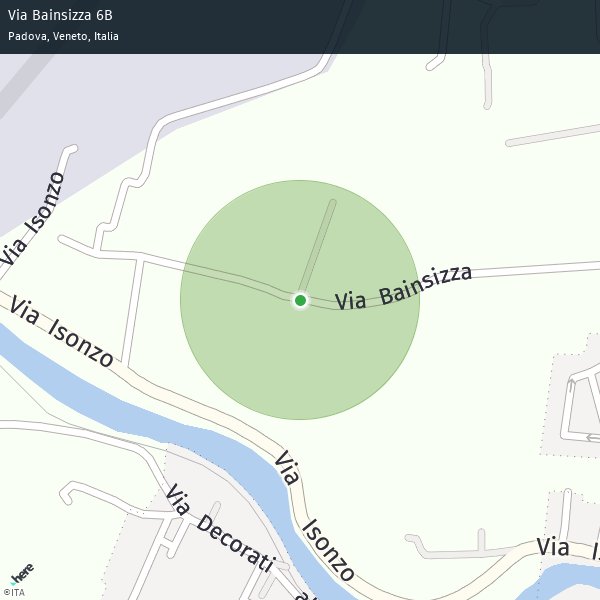 Via Bainsizza 6B
Padova, Veneto, Italia
Via Isonzo
Via Bainsizza
Via Isonzo
Via Isonzo
Via Decorati
Via
here
©ITA